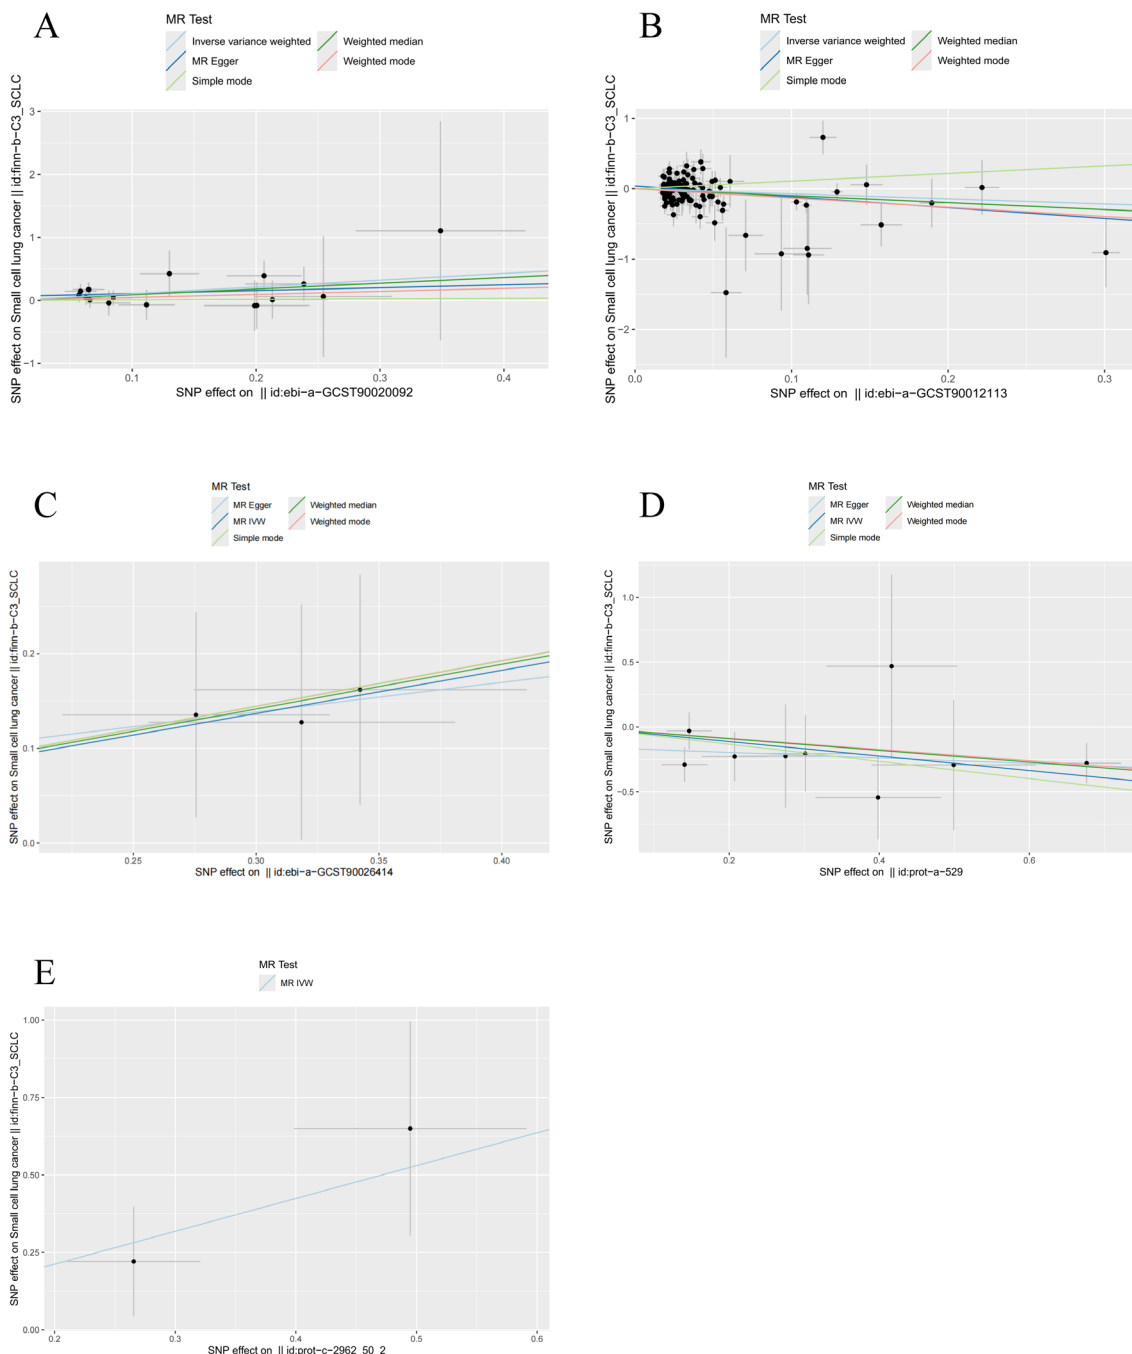 A
MR Test
Inverse variance weighted
Weighted median
MR Egger
Weighted mode
Simple mode
SNP effect on Small cell lung cancer || id:finn−b−C3_SCLC
3
2
1
0
−1
0.1
0.2
0.3
0.4
SNP effect on || id:ebi−a−GCST90020092
B
MR Test
Inverse variance weighted
Weighted median
MR Egger
Weighted mode
Simple mode
SNP effect on Small cell lung cancer || id:finn−b−C3_SCLC
1
0
−1
−2
0.0
0.1
0.2
0.3
SNP effect on || id:ebi−a−GCST90012113
C
MR Test
MR Egger
Weighted median
MR IVW
Weighted mode
Simple mode
SNP effect on Small cell lung cancer || id:finn−b−C3_SCLC
0.2
0.1
0.0
0.25
0.30
0.35
0.40
SNP effect on || id:ebi−a−GCST90026414
D
MR Test
MR Egger
Weighted median
MR IVW
Weighted mode
Simple mode
SNP effect on Small cell lung cancer || id:finn−b−C3_SCLC
1.0
0.5
0.0
−0.5
0.2
0.4
0.6
SNP effect on || id:prot−a−529
E
MR Test
MR IVW
SNP effect on Small cell lung cancer || id:finn−b−C3_SCLC
1.00
0.75
0.50
0.25
0.00
0.2
0.3
0.4
0.5
0.6
SNP effect on || id:prot−c−2962_50_2